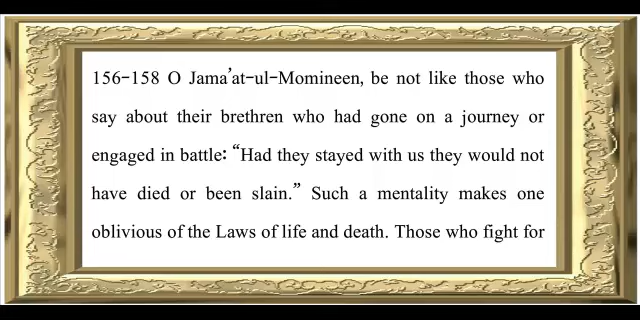 156-158 O Jama’at-ul-Momineen, be not like those who
say about their brethren who had gone on a journey or
engaged in battle: “Had they stayed with us they would not
have died or been slain.” Such a mentality makes one
oblivious of the Laws of life and death. Those who fight for